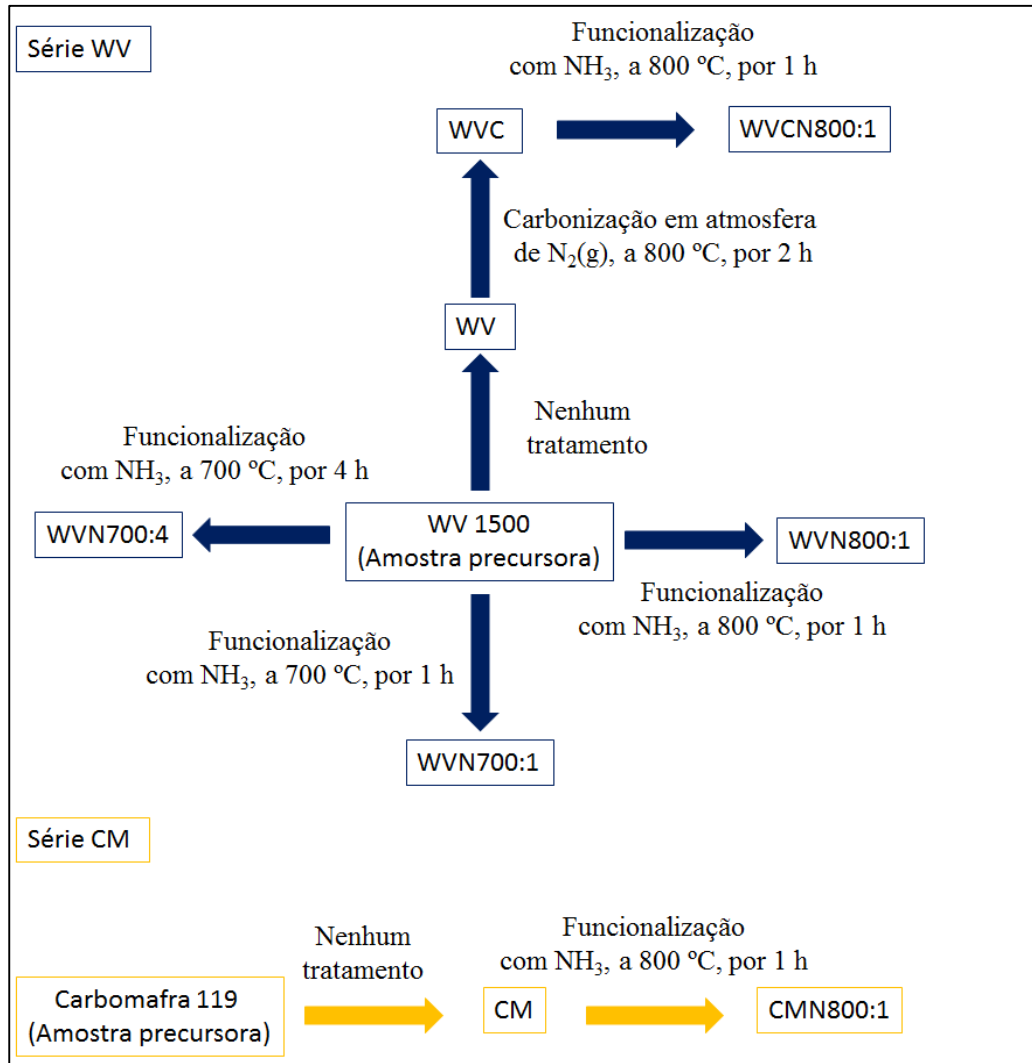 Série WV
Funcionalização
com NH₃, a 800 ºC, por 1 h
WVC
WVCN800:1
Carbonização em atmosfera
de N₂(g), a 800 ºC, por 2 h
WV
Nenhum
tratamento
Funcionalização
com NH₃, a 700 ºC, por 4 h
WVN700:4
WV 1500
(Amostra precursora)
WVN800:1
Funcionalização
com NH₃, a 800 ºC, por 1 h
Funcionalização
com NH₃, a 700 ºC, por 1 h
WVN700:1
Série CM
Nenhum
tratamento
Funcionalização
com NH₃, a 800 ºC, por 1 h
Carbomafra 119
(Amostra precursora)
CM
CMN800:1